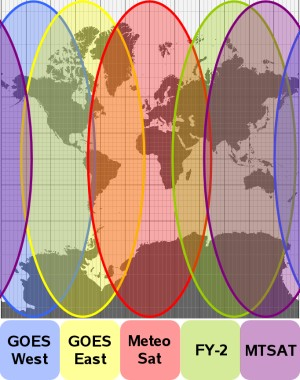 GOES West
GOES East
Meteo Sat
FY-2
MTSAT